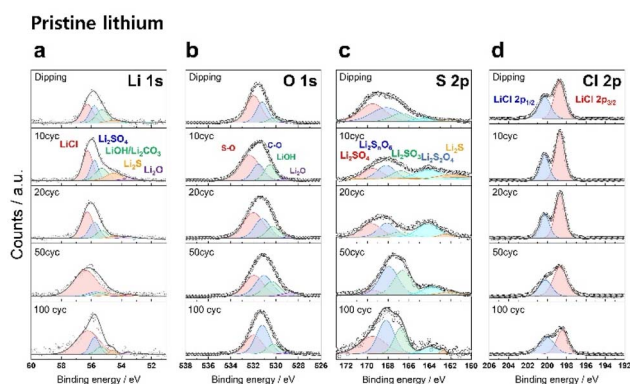 Pristine lithium
a
b
c
d
Dipping
Li 1s
Dipping
O 1s
Dipping
S 2p
Dipping
Cl 2p
LiCl 2p1/2
LiCl 2p3/2
10cyc
Li2SO4
LiCl
LiOH/Li2CO3
Li2S
Li2O
10cyc
S-O
C-O
LiOH
Li2O
10cyc
Li2SnO6
Li2S
Li2SO4
Li2SO3
Li2S2O4
10cyc
20cyc
20cyc
20cyc
20cyc
50cyc
50cyc
50cyc
50cyc
100 cyc
100 cyc
100 cyc
100 cyc
Counts / a.u.
60 58 56 54 52
538 536 534 532 530 528 526
172 170 168 166 164 162 160
206 204 202 200 198 196 194 192
Binding energy / eV
Binding energy / eV
Binding energy / eV
Binding energy / eV